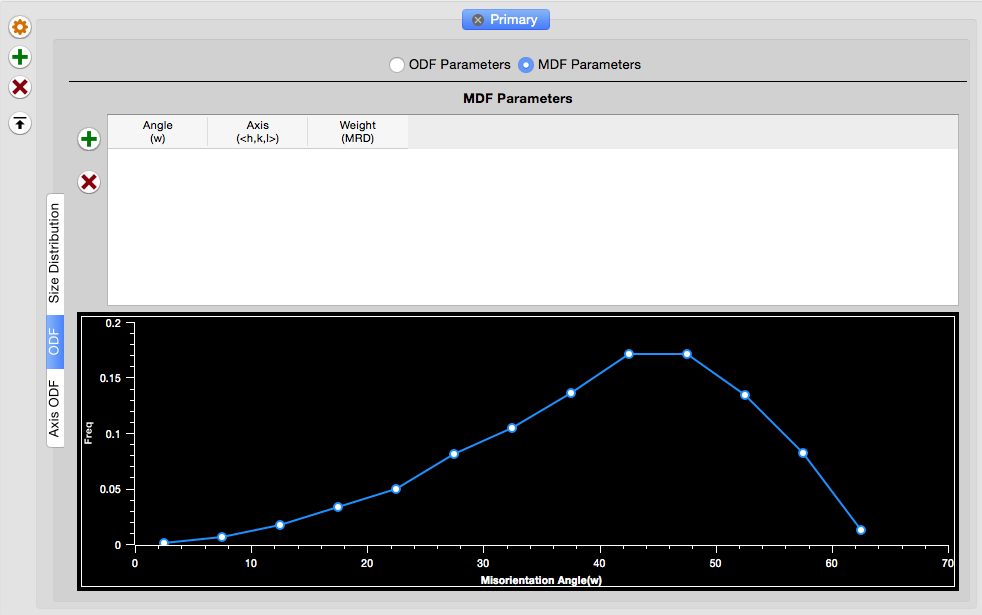 Primary
ODF Parameters
MDF Parameters
MDF Parameters
Angle
(w)
Axis
(<h,k,l>)
Weight
(MRD)
Size Distribution
ODF
Axis ODF
0.2
0.15
0.1
0.05
0
Freq
0 10 20 30 40 50 60 70
Misorientation Angle(w)